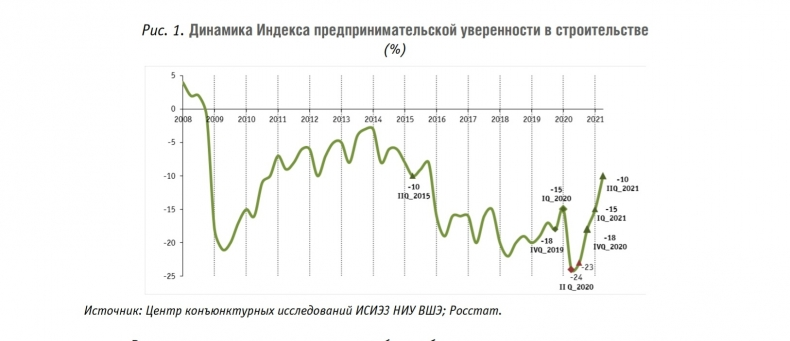 Рис. 1. Динамика Индекса предпринимательской уверенности в строительстве
(%)
5
0
2008 2009 2010 2011 2012 2013 2014 2015 2016 2017 2018 2019 2020 2021
-5
-10
-10
IIQ_2015
-10
IIQ_2021
-15
-15
IQ_2020
-15
IQ_2021
-18
IVQ_2019
-18
IVQ_2020
-20
-23
-24
II Q_2020
-25
Источник: Центр конъюнктурных исследований ИСИЭЗ НИУ ВШЭ; Росстат.